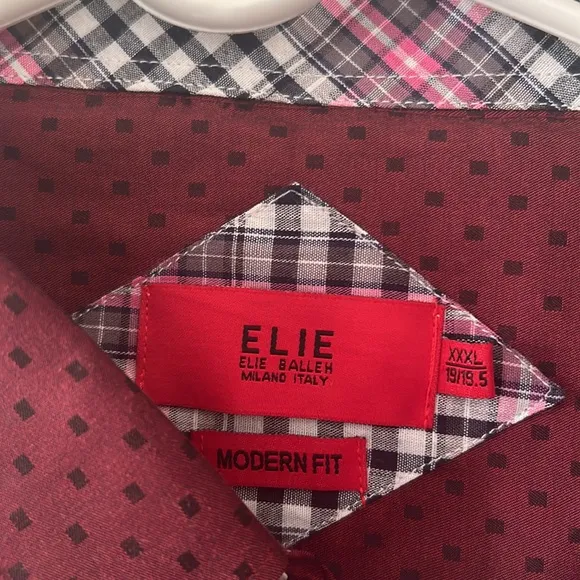 ELIE
ELIE BALLEH
MILANO ITALY
XXXL
19/19.5
MODERN FIT